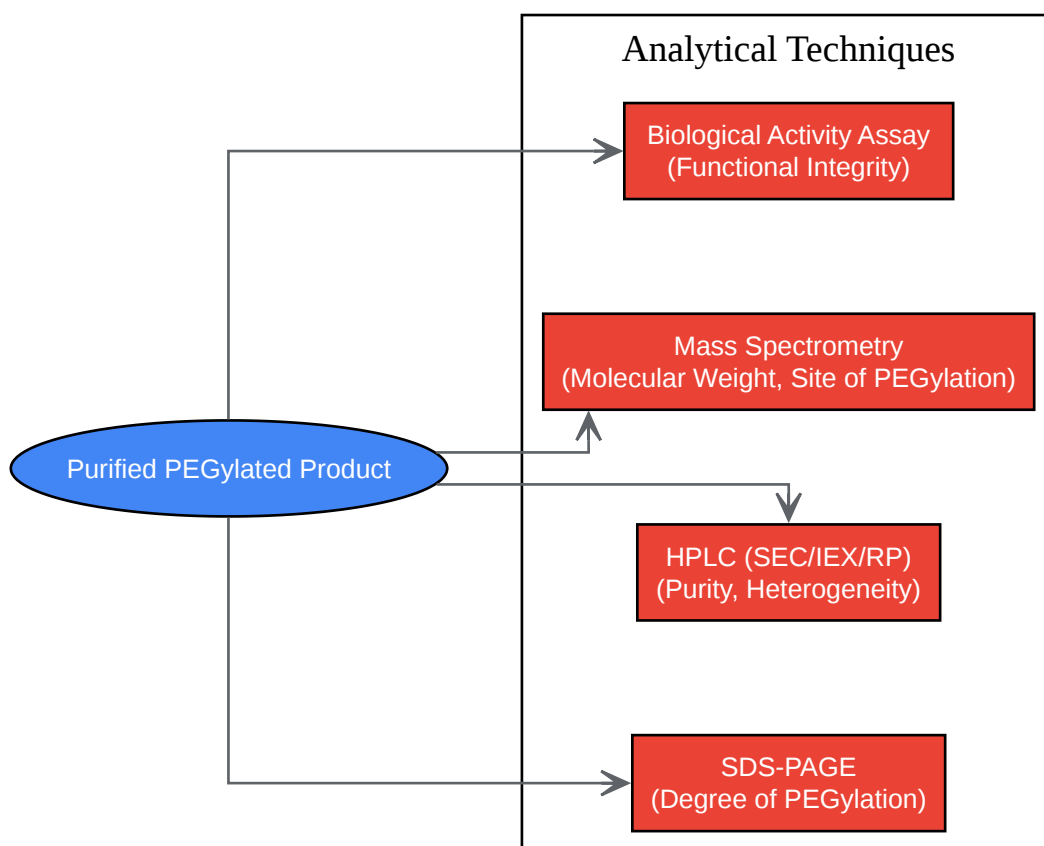 Analytical Techniques
Biological Activity Assay
(Functional Integrity)
Mass Spectrometry
(Molecular Weight, Site of PEGylation)
Purified PEGylated Product
HPLC (SEC/IEX/RP)
(Purity, Heterogeneity)
SDS-PAGE
(Degree of PEGylation)